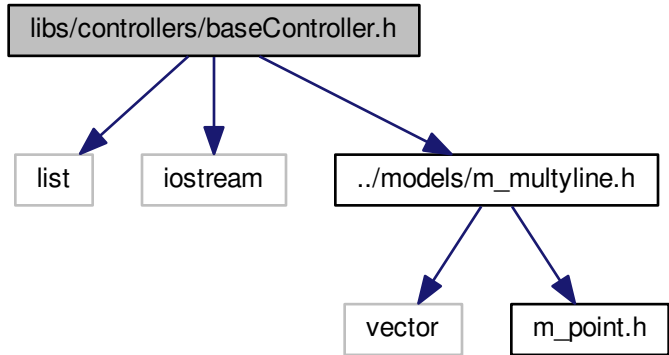 libs/controllers/baseController.h
list
iostream
../models/m_multyline.h
vector
m_point.h